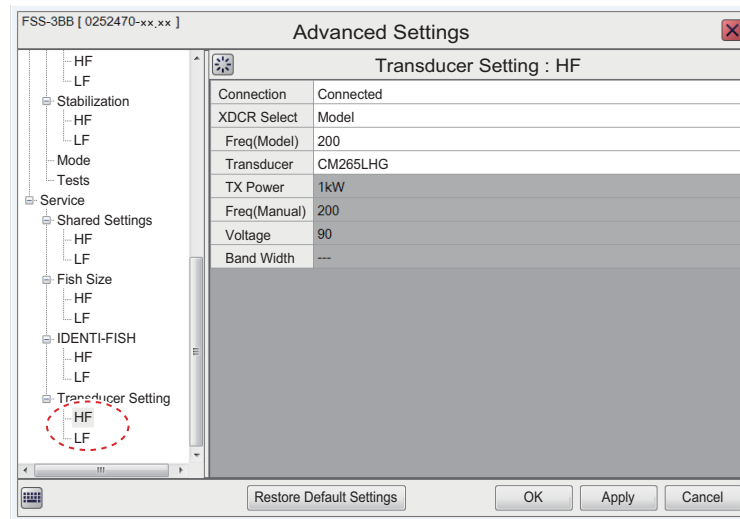 FSS-3BB [ 0252470-xx.xx ]
Advanced Settings
HF
LF
Stabilization
HF
LF
Mode
Tests
Service
Shared Settings
HF
LF
Fish Size
HF
LF
IDENTI-FISH
HF
LF
Transducer Setting
HF
LF
Transducer Setting : HF
Connection Connected
XDCR Select Model
Freq(Model) 200
Transducer CM265LHG
TX Power 1kW
Freq(Manual) 200
Voltage 90
Band Width ---
Restore Default Settings OK Apply Cancel